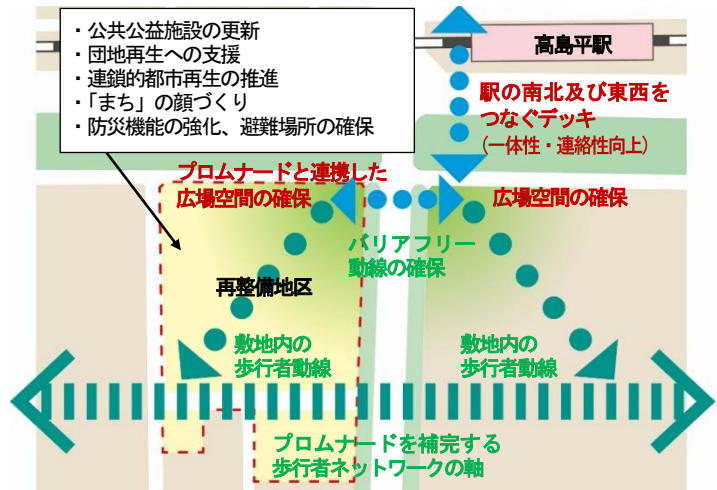 ・公共公益施設の更新
・団地再生への支援
・連鎖的都市再生の推進
・「まち」の顔づくり
・防災機能の強化、避難場所の確保
高島平駅
駅の南北及び東西を
つなぐデッキ
(一体性・連絡性向上)
プロムナードと連携した
広場空間の確保
広場空間の確保
バリアフリー
動線の確保
再整備地区
敷地内の
歩行者動線
敷地内の
歩行者動線
プロムナードを補完する
歩行者ネットワークの軸